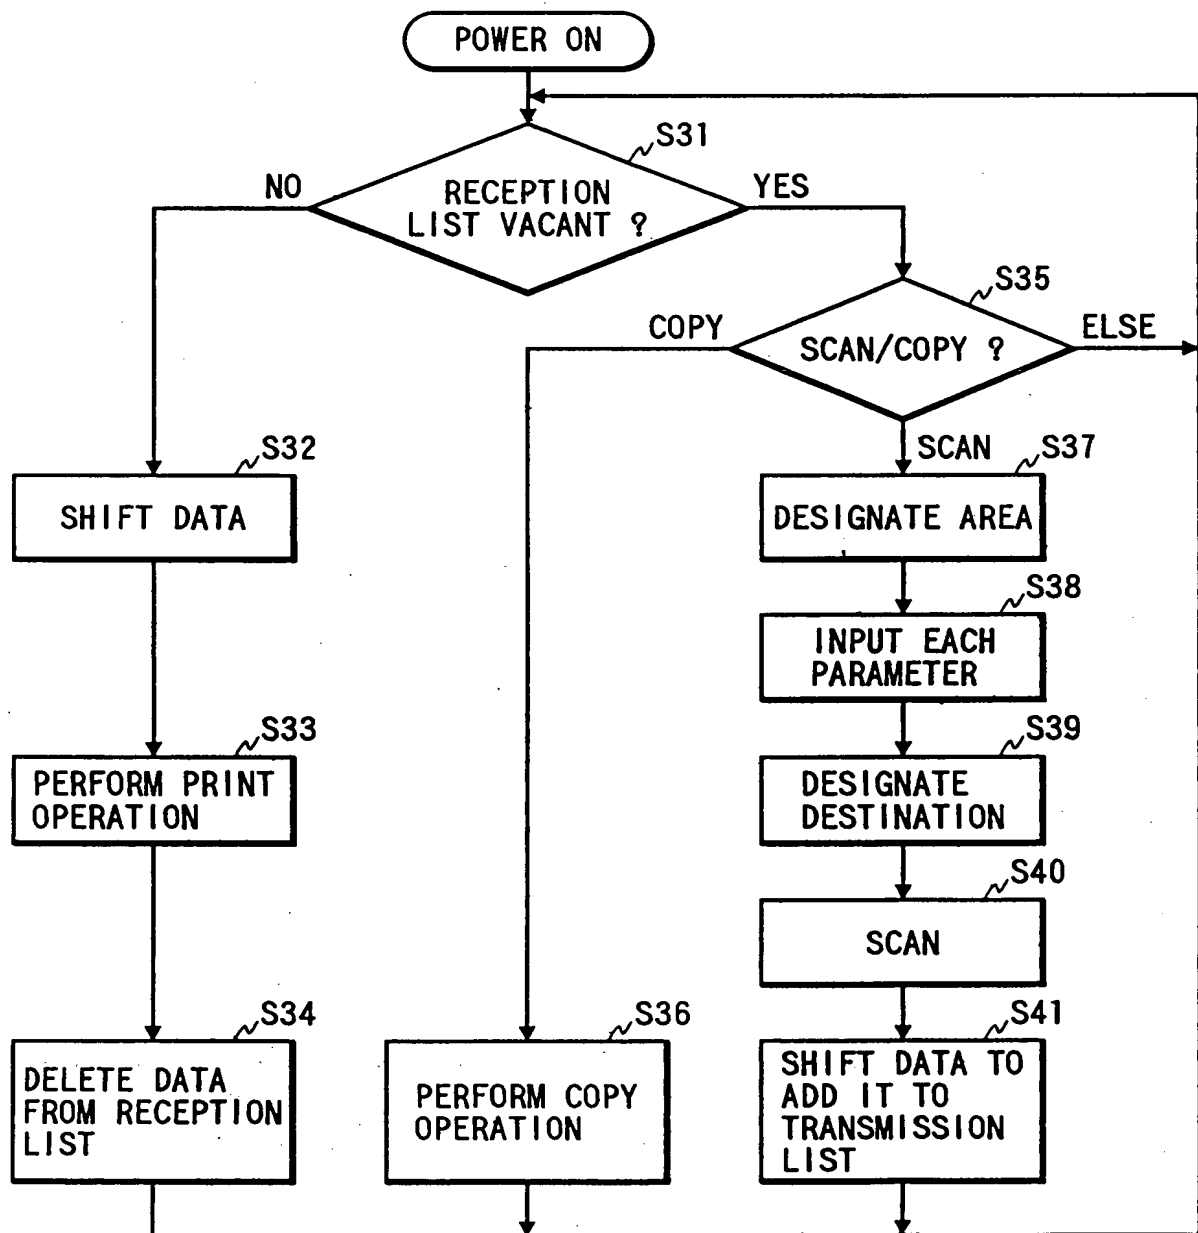 POWER ON
S31
NO
YES
RECEPTION
LIST VACANT ?
S35
COPY
ELSE
SCAN/COPY ?
S32
SCAN
S37
SHIFT DATA
DESIGNATE AREA
S38
INPUT EACH
PARAMETER
S33
S39
PERFORM PRINT
OPERATION
DESIGNATE
DESTINATION
S40
SCAN
S34
S36
S41
DELETE DATA
FROM RECEPTION
LIST
PERFORM COPY
OPERATION
SHIFT DATA TO
ADD IT TO
TRANSMISSION
LIST